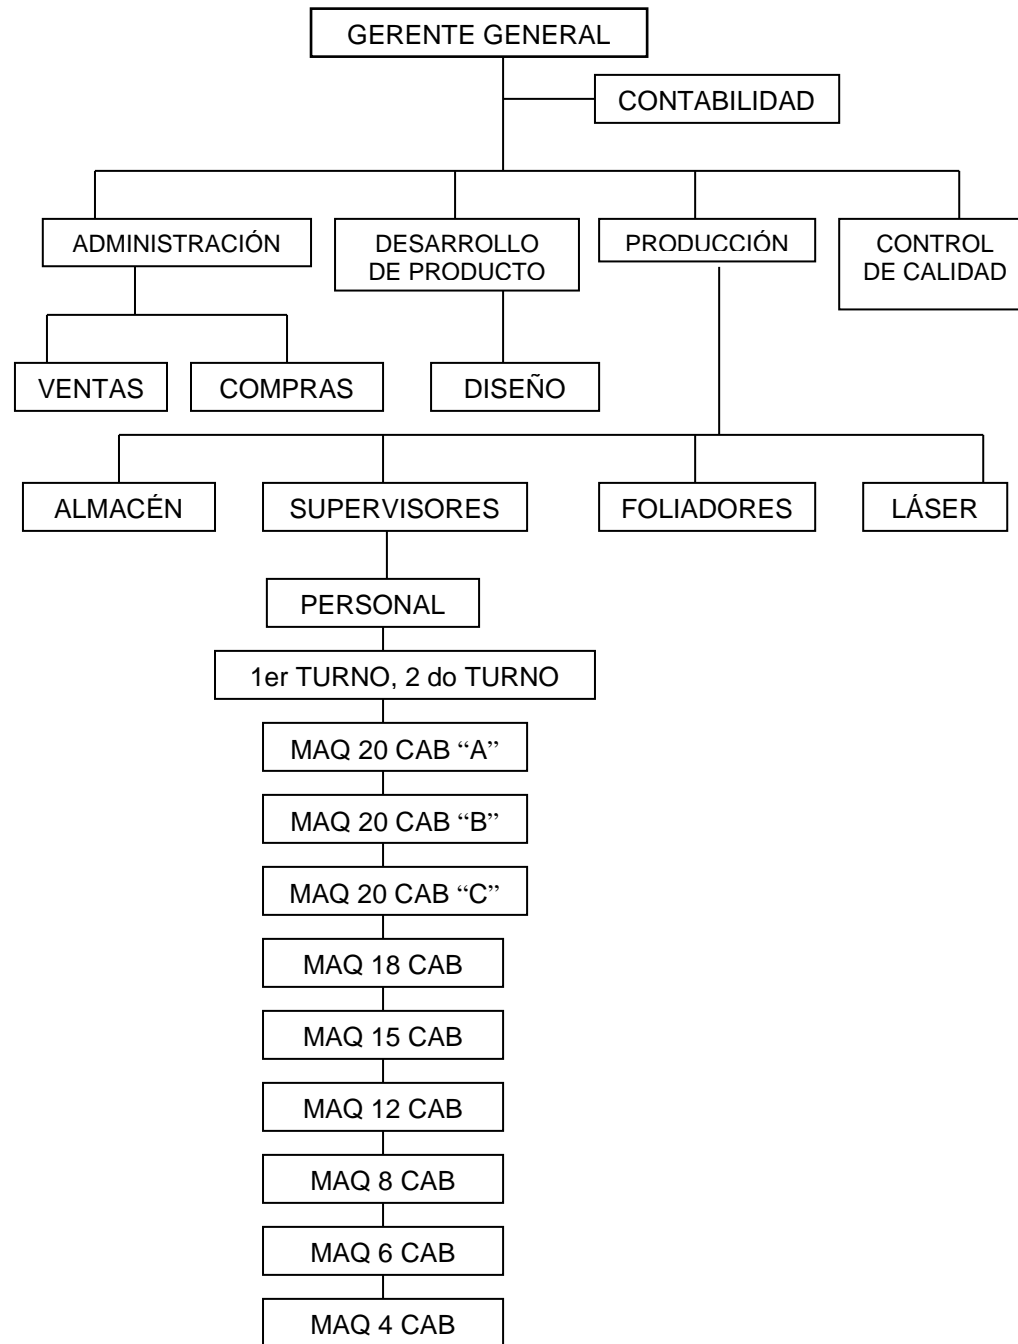 GERENTE GENERAL
CONTABILIDAD
ADMINISTRACIÓN
DESARROLLO
DE PRODUCTO
PRODUCCIÓN
CONTROL
DE CALIDAD
VENTAS
COMPRAS
DISEÑO
ALMACÉN
SUPERVISORES
FOLIADORES
LÁSER
PERSONAL
1er TURNO, 2 do TURNO
MAQ 20 CAB “A”
MAQ 20 CAB “B”
MAQ 20 CAB “C”
MAQ 18 CAB
MAQ 15 CAB
MAQ 12 CAB
MAQ 8 CAB
MAQ 6 CAB
MAQ 4 CAB